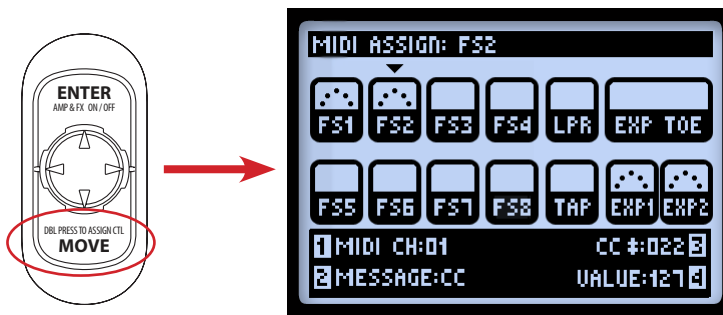 ENTER
AMP & FX ON / OFF
DBL PRESS TO ASSIGN CTL
MOVE
MIDI ASSIGN: FS2
FS1 FS2 FS3 FS4 LPR EXP TOE
FS5 FS6 FS7 FS8 TAP EXP1 EXP2
1 MIDI CH:01 CC #:022 3
2 MESSAGE:CC VALUE:127 4